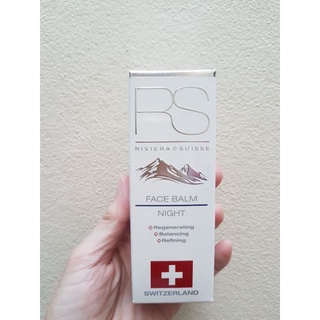 RS
RIVIERA SUISSE
FACE BALM
NIGHT
Regenerating
Balancing
Refining
SWITZERLAND